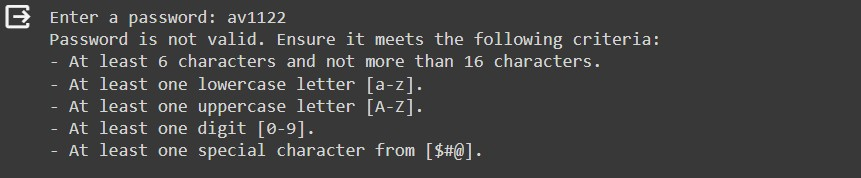 Enter a password: av1122
Password is not valid. Ensure it meets the following criteria:
- At least 6 characters and not more than 16 characters.
- At least one lowercase letter [a-z].
- At least one uppercase letter [A-Z].
- At least one digit [0-9].
- At least one special character from [$#@].